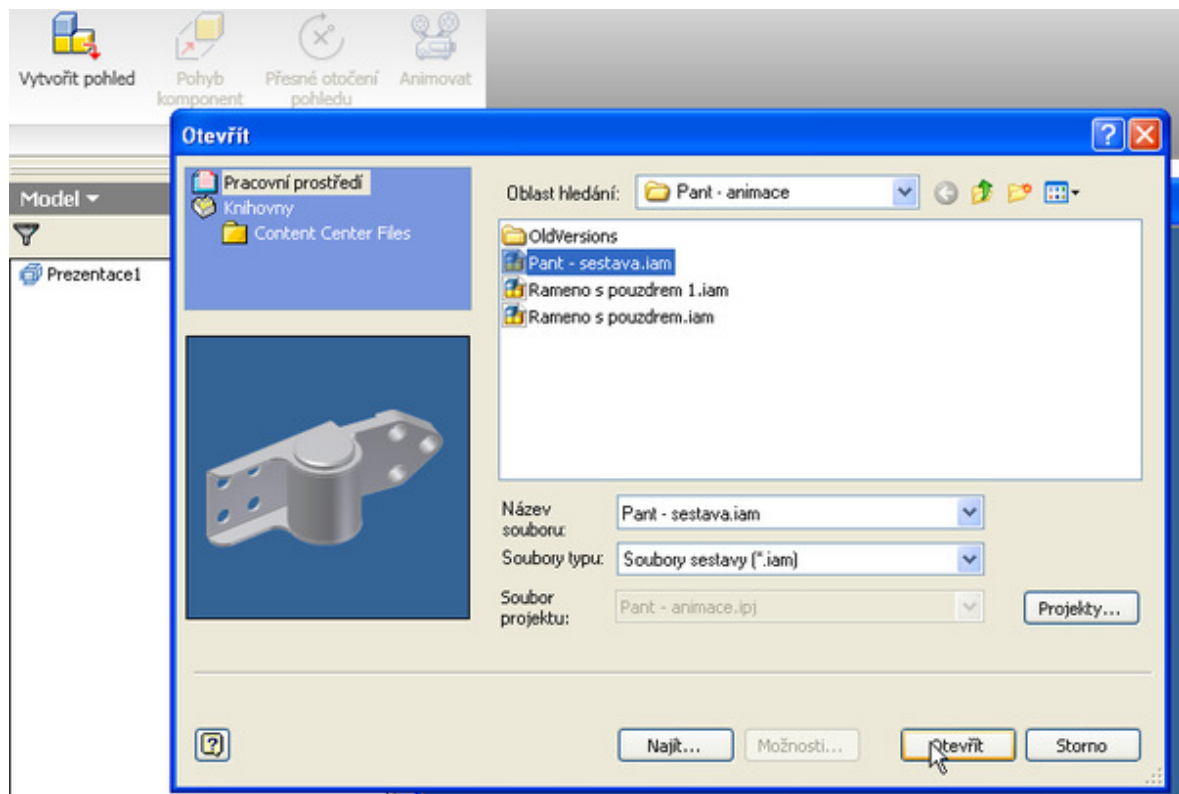 Vytvořit pohled
Pohyb komponent
Přesné otočení pohledu
Animovat
Otevřít
Model
Prezentace1
Pracovní prostředí
Knihovny
Content Center Files
Oblast hledání:
Pant - animace
OldVersions
Pant - sestava.iam
Rameno s pouzdrem 1.iam
Rameno s pouzdrem.iam
Název souboru:
Pant - sestava.iam
Soubory typu:
Soubory sestavy (*.iam)
Soubor projektu:
Pant - animace.ipj
Projekty...
Najít...
Možnosti...
Otevřít
Storno